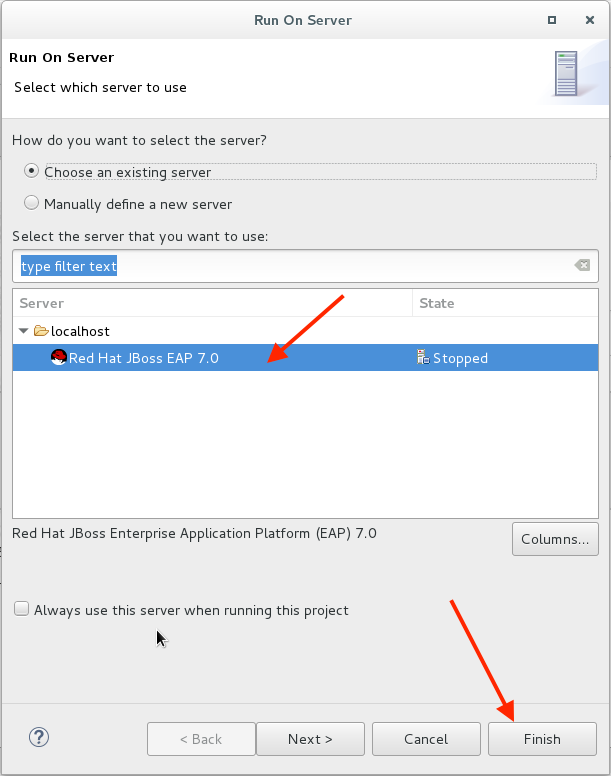 Run On Server
Run On Server
Select which server to use
How do you want to select the server?
Choose an existing server
Manually define a new server
Select the server that you want to use:
type filter text
Server State
localhost
Red Hat JBoss EAP 7.0 Stopped
Red Hat JBoss Enterprise Application Platform (EAP) 7.0
Columns...
Always use this server when running this project
? < Back Next > Cancel Finish